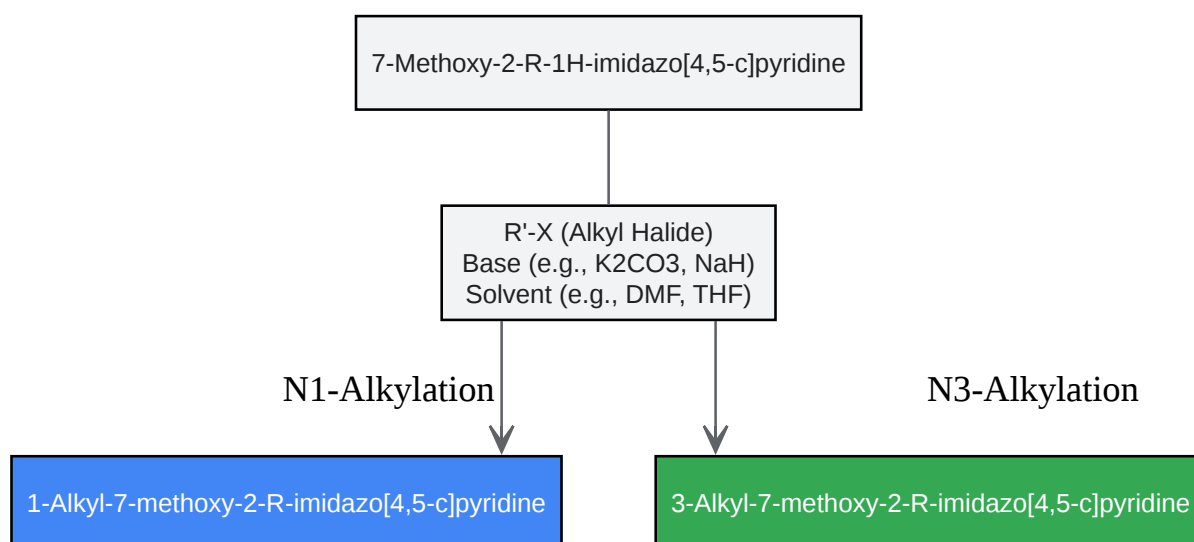 7-Methoxy-2-R-1H-imidazo[4,5-c]pyridine
R'-X (Alkyl Halide)
Base (e.g., K2CO3, NaH)
Solvent (e.g., DMF, THF)
N1-Alkylation
N3-Alkylation
1-Alkyl-7-methoxy-2-R-imidazo[4,5-c]pyridine
3-Alkyl-7-methoxy-2-R-imidazo[4,5-c]pyridine